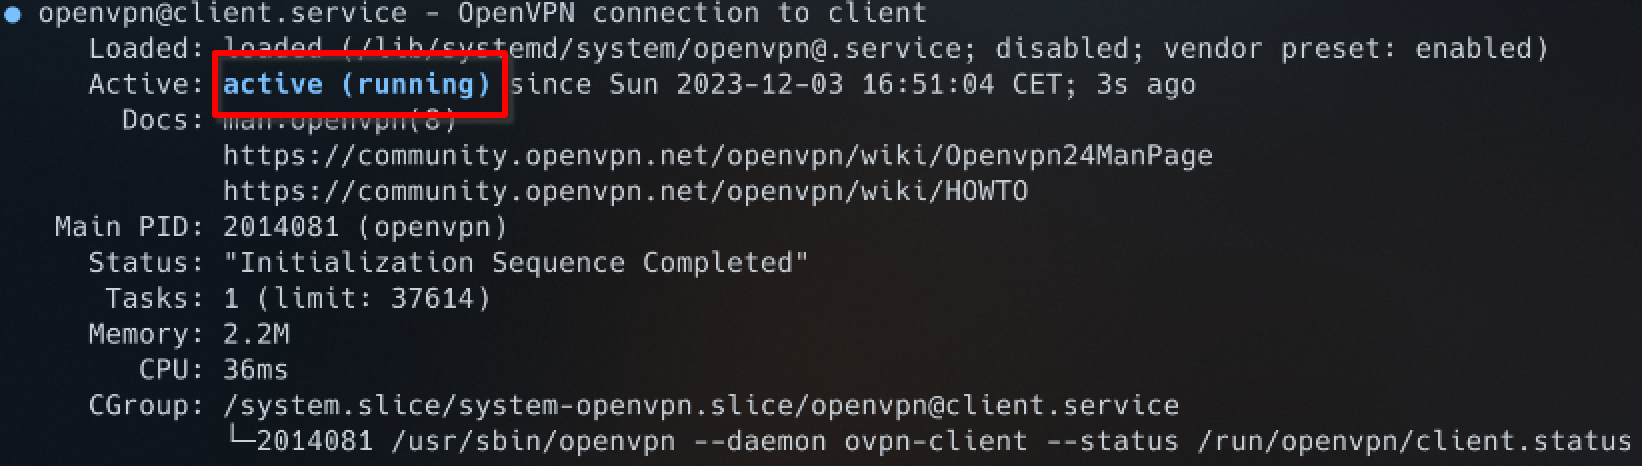 ● openvpn@client.service - OpenVPN connection to client
Loaded: loaded (/lib/systemd/system/openvpn@.service; disabled; vendor preset: enabled)
Active: active (running) since Sun 2023-12-03 16:51:04 CET; 3s ago
Docs: man:openvpn(8)
https://community.openvpn.net/openvpn/wiki/Openvpn24ManPage
https://community.openvpn.net/openvpn/wiki/HOWTO
Main PID: 2014081 (openvpn)
Status: "Initialization Sequence Completed"
Tasks: 1 (limit: 37614)
Memory: 2.2M
CPU: 36ms
CGroup: /system.slice/system-openvpn.slice/openvpn@client.service
└─2014081 /usr/sbin/openvpn --daemon ovpn-client --status /run/openvpn/client.status